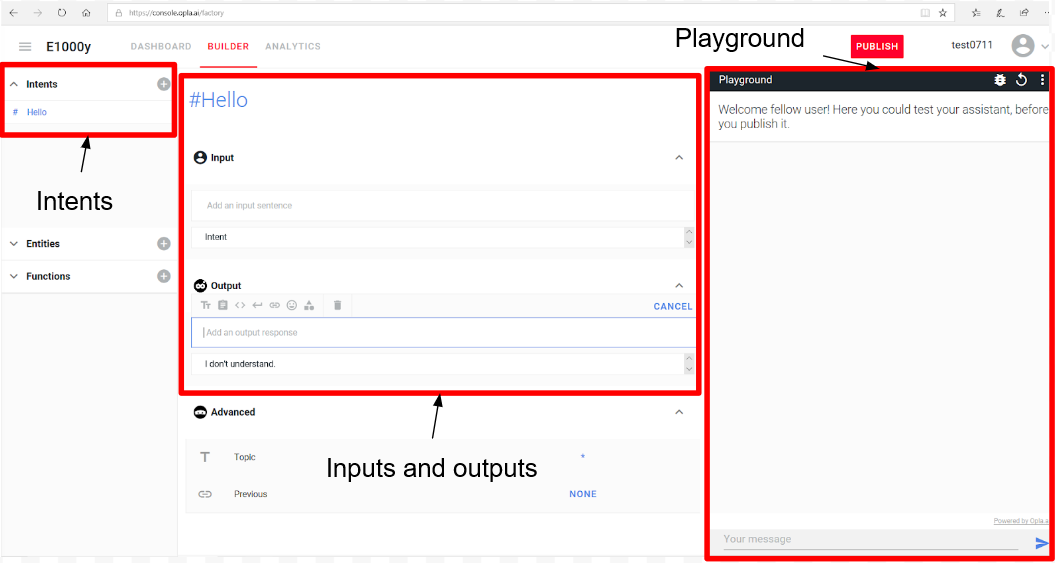 https://console.opla.ai/factory
E1000y
DASHBOARD
BUILDER
ANALYTICS
Playground
PUBLISH
test0711
Intents
# Hello
Intents
Entities
Functions
#Hello
Input
Add an input sentence
Intent
Output
CANCEL
Add an output response
I don't understand.
Advanced
Topic
*
Previous
NONE
Inputs and outputs
Playground
Welcome fellow user! Here you could test your assistant, before
you publish it.
Powered by Opla.a
Your message